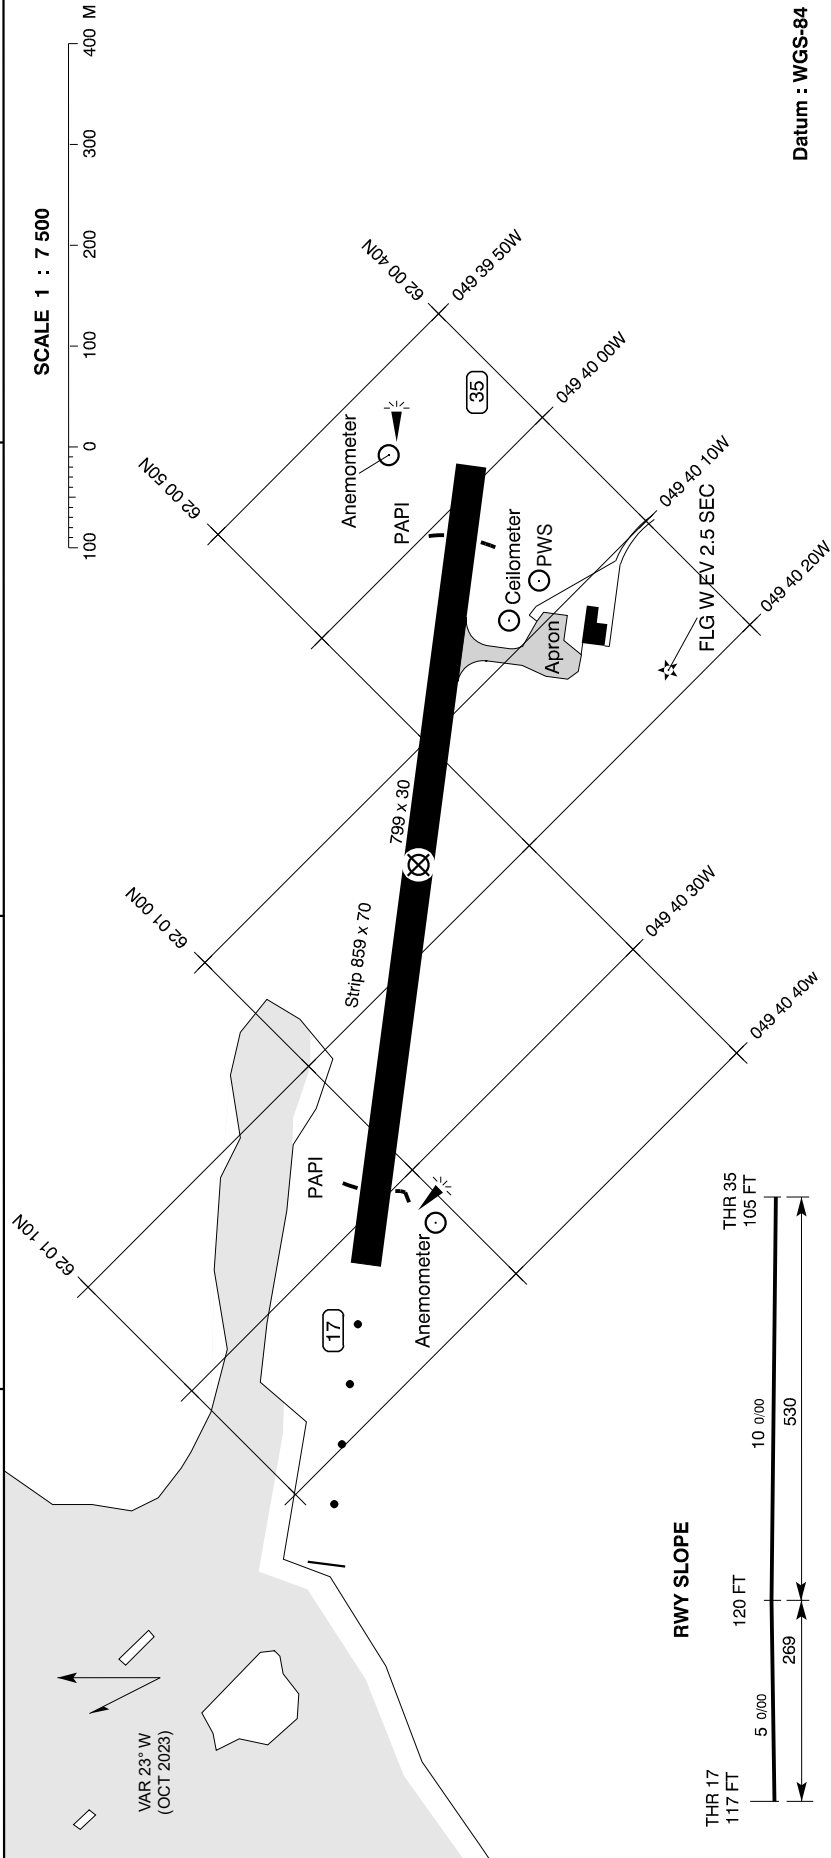 SCALE 1 : 7 500
100
0
100
200
300
400 M
Datum : WGS-84
62 00 40N
049 39 50W
62 00 50N
049 40 00W
35
Anemometer
PAPI
049 40 10W
Ceilometer
PWS
FLG W EV 2.5 SEC
049 40 20W
Apron
799 x 30
Strip 859 x 70
62 01 00N
049 40 30W
049 40 40w
PAPI
62 01 10N
Anemometer
17
VAR 23° W
(OCT 2023)
RWY SLOPE
THR 17
117 FT
120 FT
THR 35
105 FT
5 0/00
10 0/00
269
530